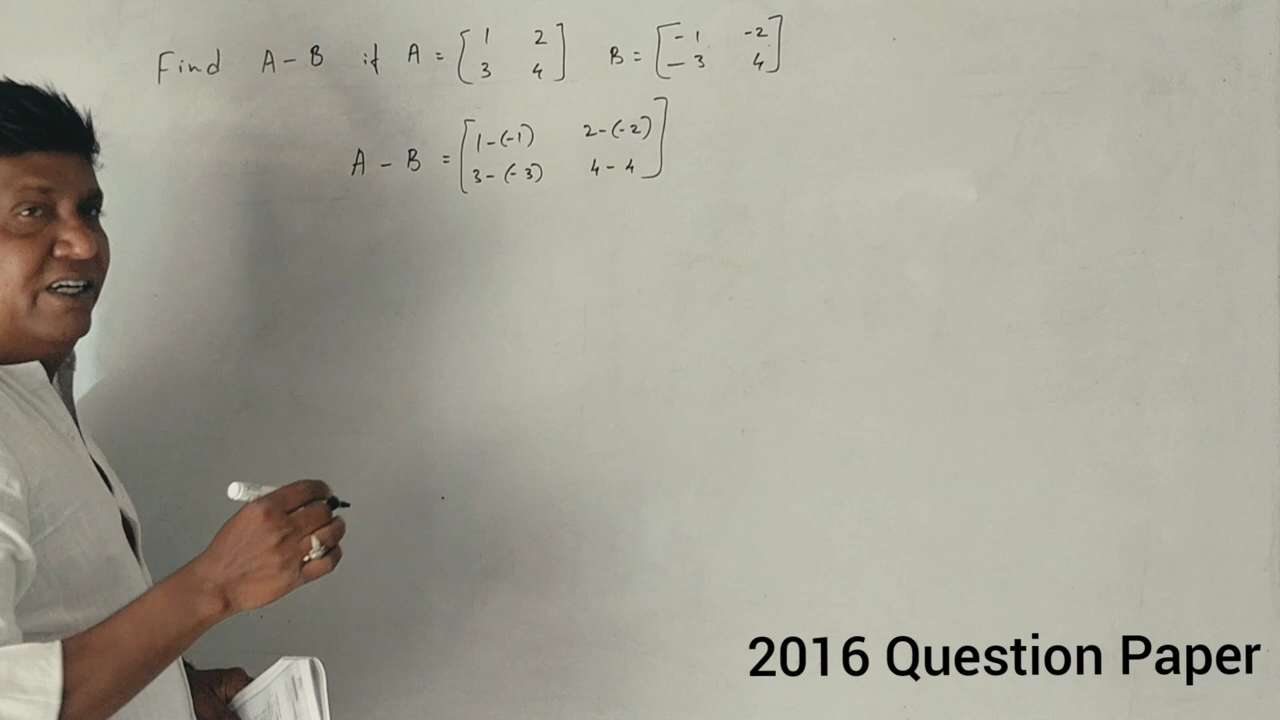 Find A - B if A = [ 1 2 ] B = [ -1 -2 ]
[ 3 4 ] [ -3 4 ]
A - B = [ 1-(-1) 2-(-2) ]
[ 3-(-3) 4-4 ]
2016 Question Paper